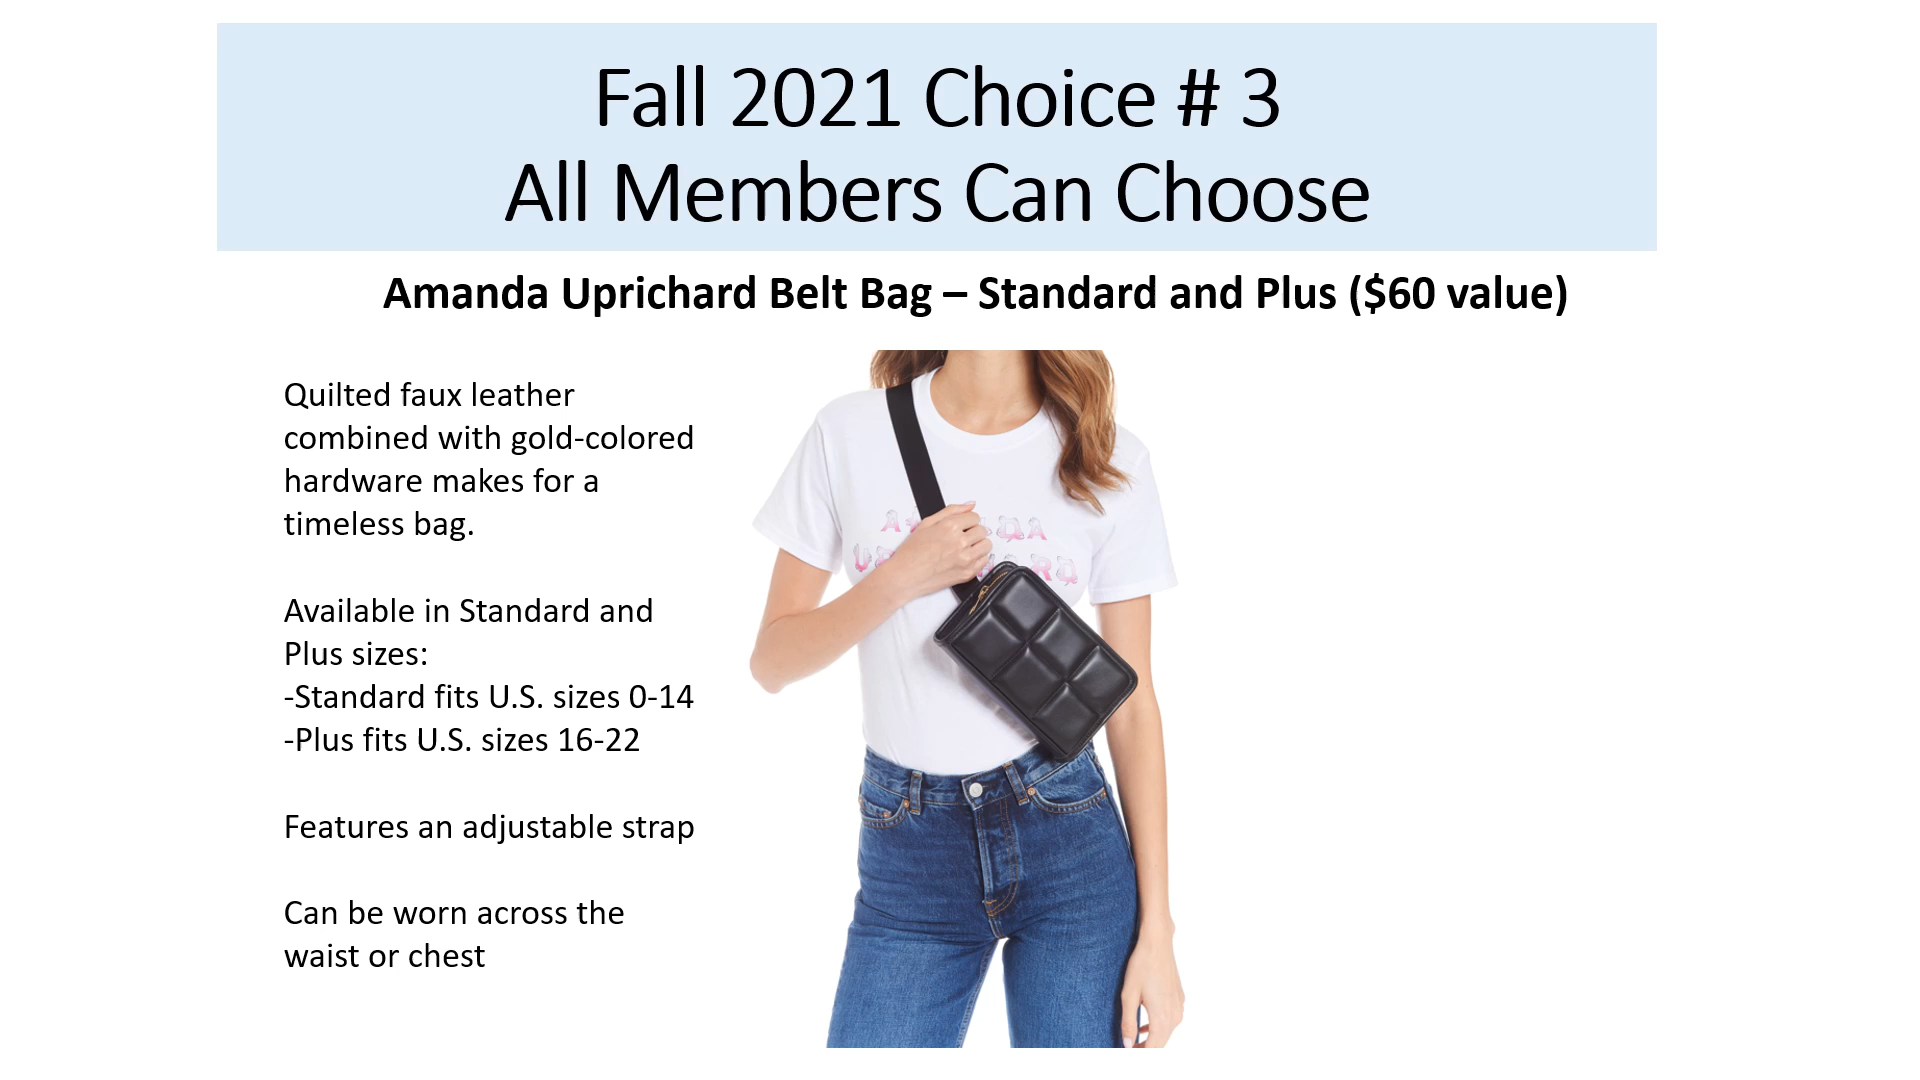 Fall 2021 Choice # 3
All Members Can Choose
Amanda Uprichard Belt Bag – Standard and Plus ($60 value)
Quilted faux leather
combined with gold-colored
hardware makes for a
timeless bag.
Available in Standard and
Plus sizes:
-Standard fits U.S. sizes 0-14
-Plus fits U.S. sizes 16-22
Features an adjustable strap
Can be worn across the
waist or chest